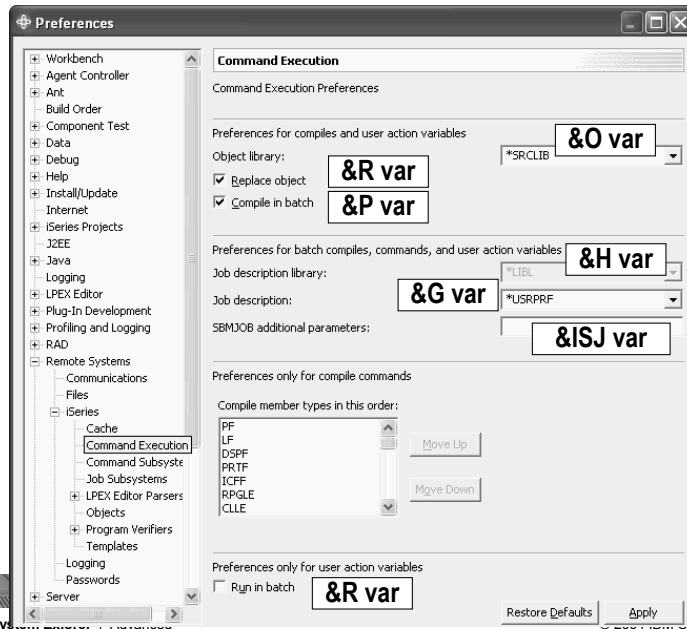 Preferences
Workbench
Agent Controller
Ant
Build Order
Component Test
Data
Debug
Help
Install/Update
Internet
iSeries Projects
J2EE
Java
Logging
LPEX Editor
Plug-In Development
Profiling and Logging
RAD
Remote Systems
Communications
Files
iSeries
Cache
Command Execution
Command Subsyste
Job Subsystems
LPEX Editor Parsers
Objects
Program Verifiers
Templates
Logging
Passwords
Server
Command Execution
Command Execution Preferences
Preferences for compiles and user action variables
&O var
Object library:
*SRCLIB
&R var
Replace object
Compile in batch
&P var
Preferences for batch compiles, commands, and user action variables
&H var
Job description library:
*LIBL
&G var
Job description:
*USRPRF
SBMJOB additional parameters:
&ISJ var
Preferences only for compile commands
Compile member types in this order:
PF
LF
DSPF
PRTF
ICFF
RPGLE
CLLE
Move Up
Move Down
Preferences only for user action variables
Run in batch
&R var
Restore Defaults
Apply